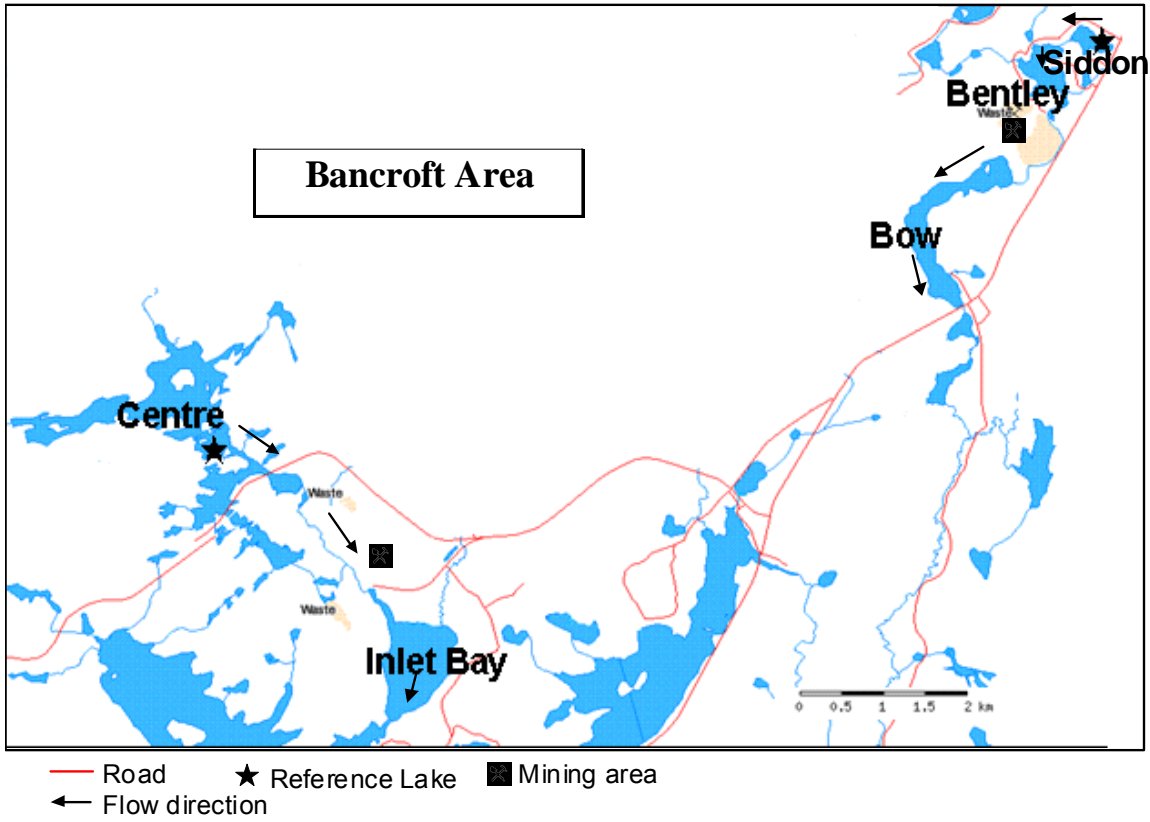 Siddon
Bentley
Waste
Bancroft Area
Bow
Centre
Waste
Waste
Inlet Bay
0 0.5 1 1.5 2 km
Road
Reference Lake
Mining area
Flow direction